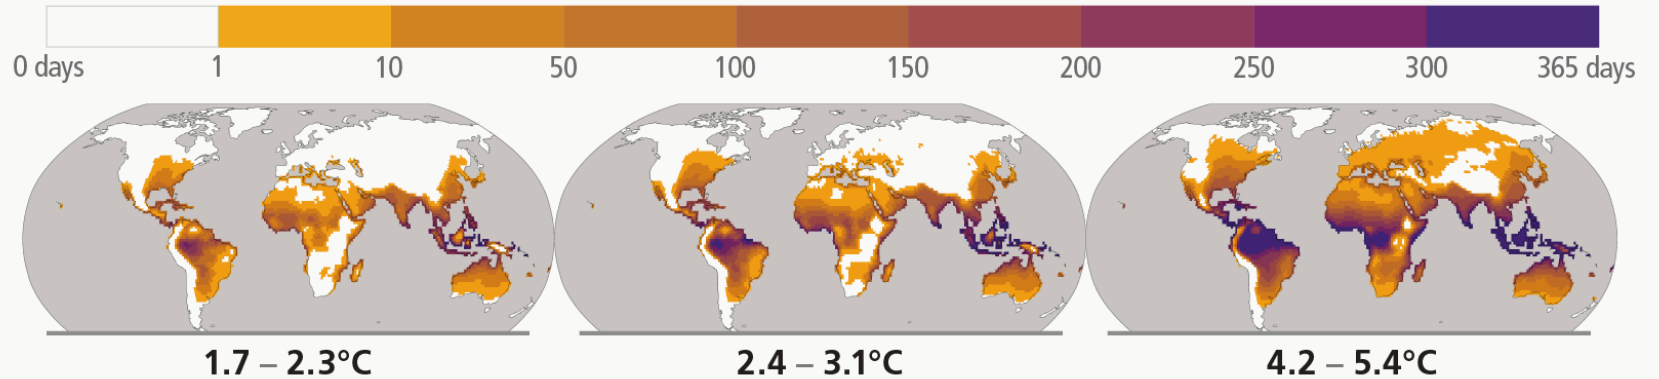 0 days 1 10 50 100 150 200 250 300 365 days
1.7 – 2.3°C 2.4 – 3.1°C 4.2 – 5.4°C